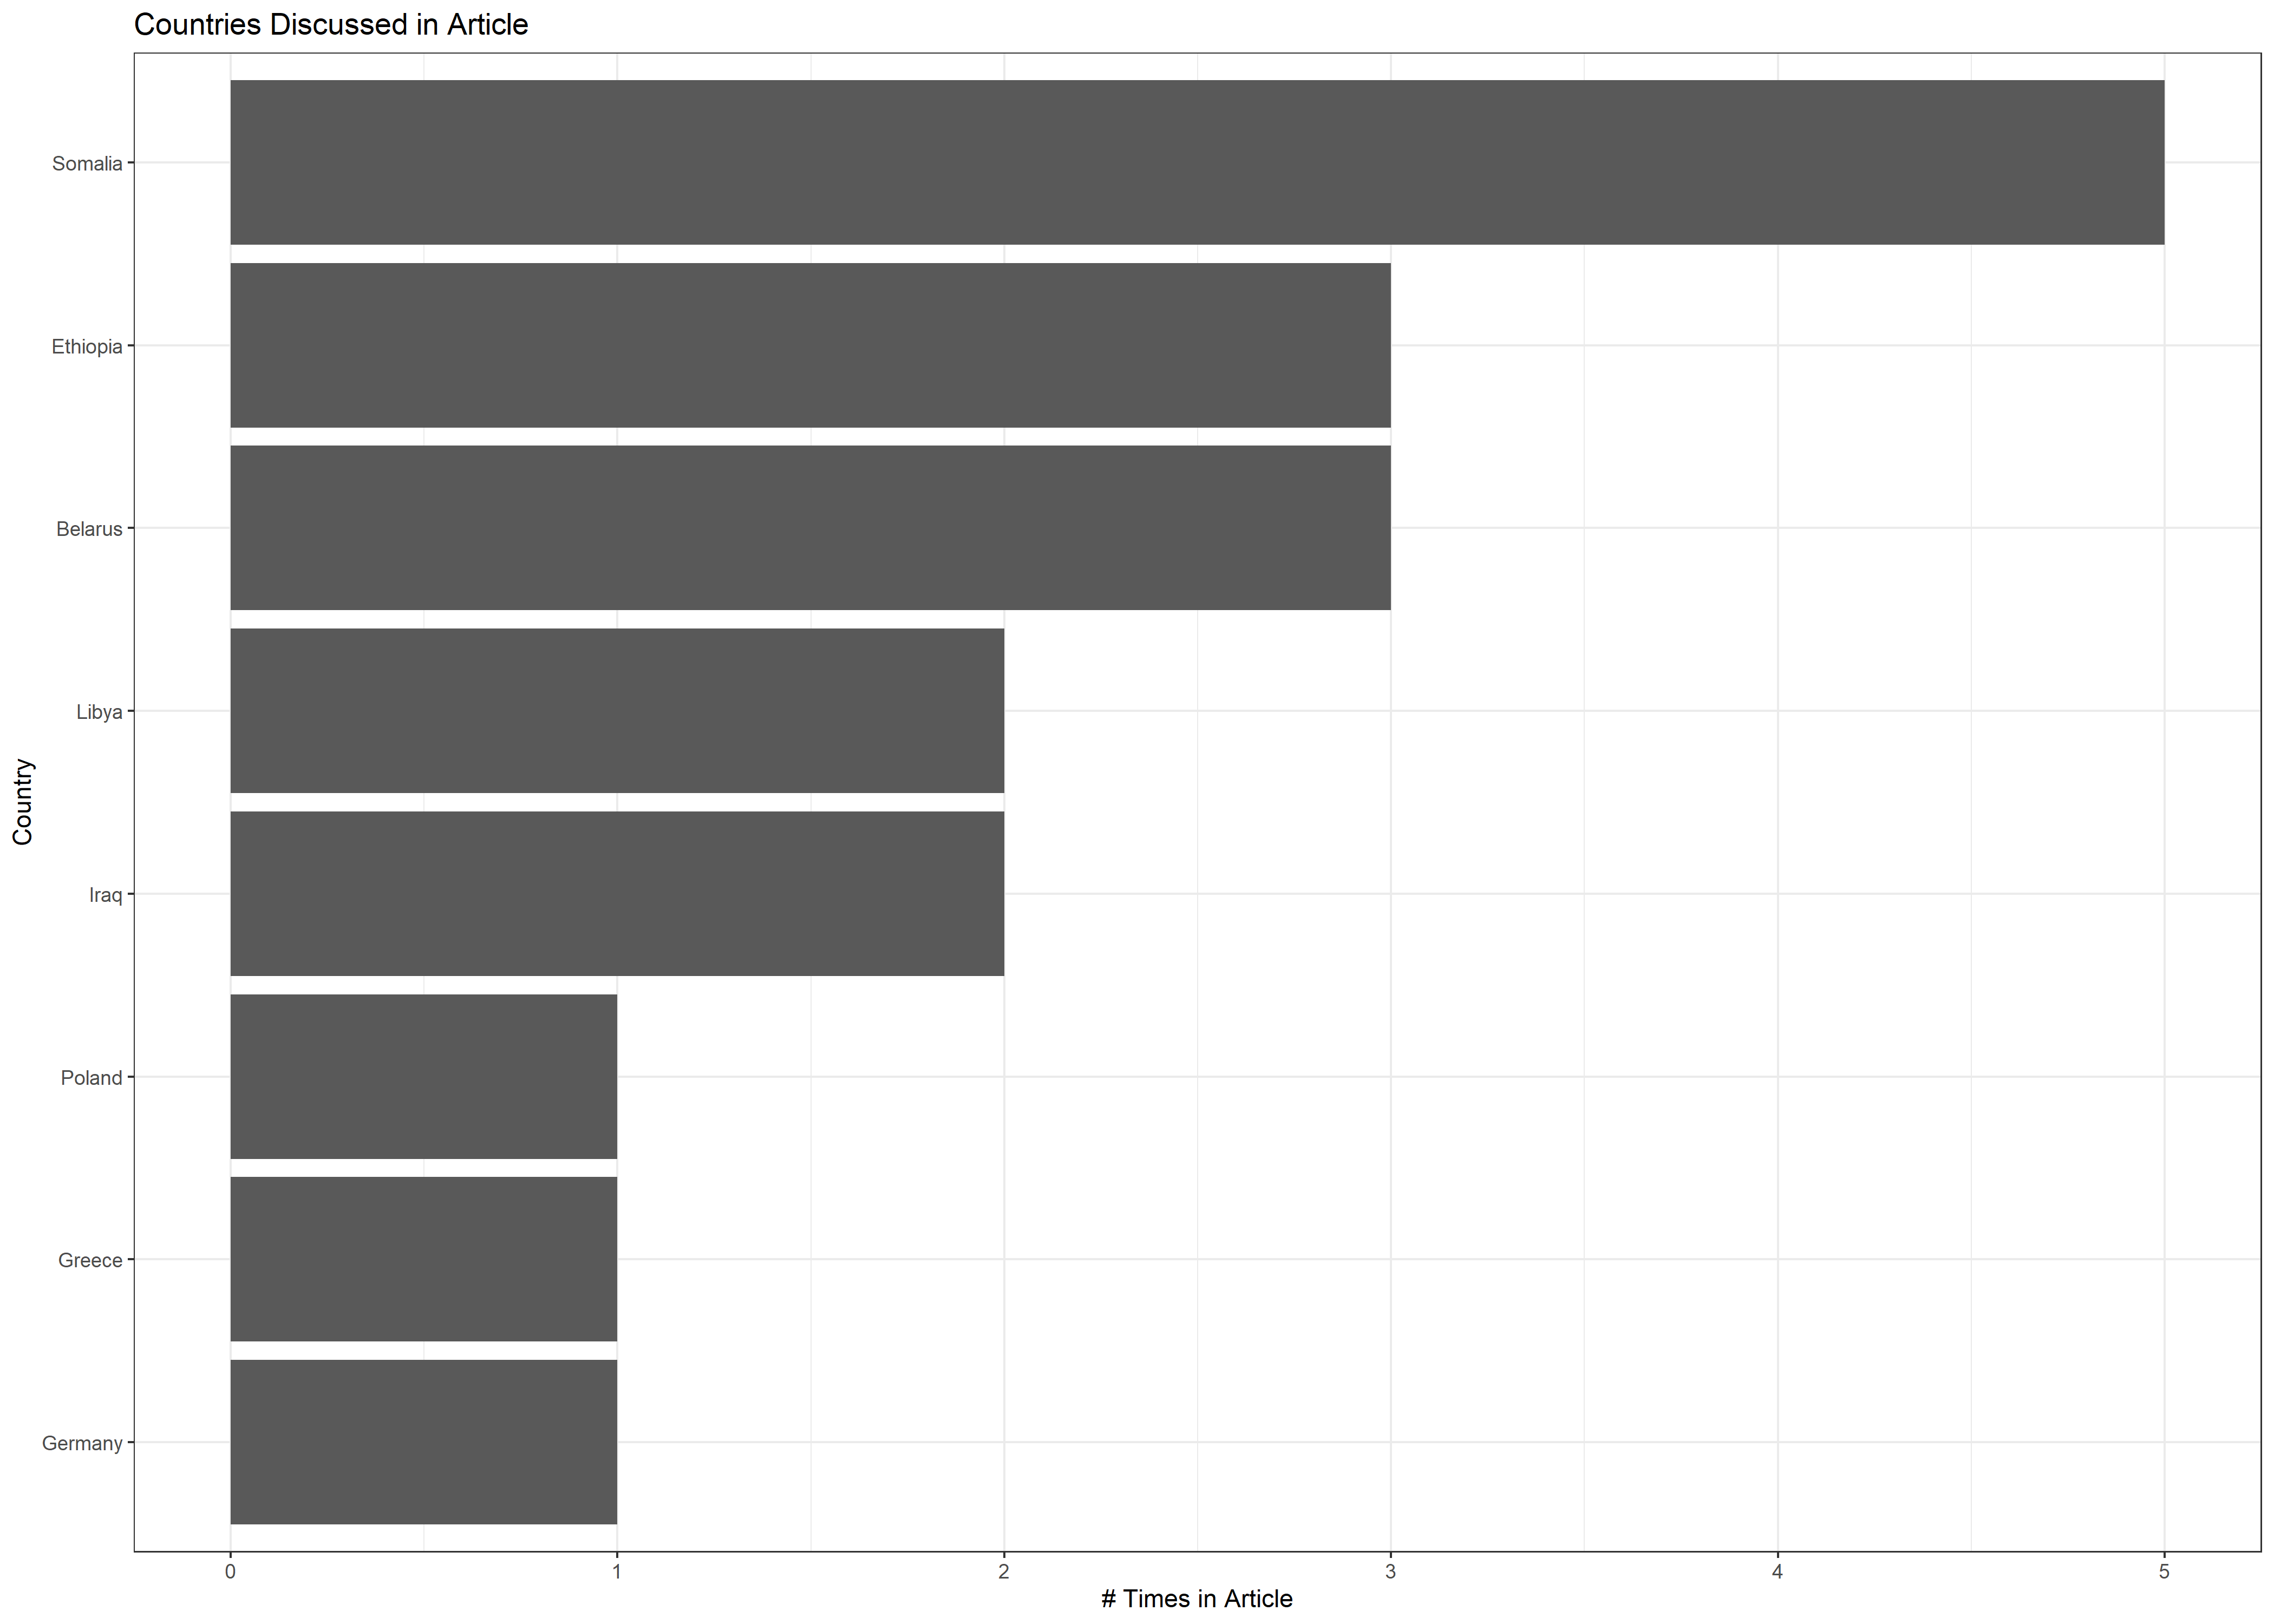 Countries Discussed in Article
Somalia
Ethiopia
Belarus
Libya
Iraq
Poland
Greece
Germany
Country
0 1 2 3 4 5
# Times in Article